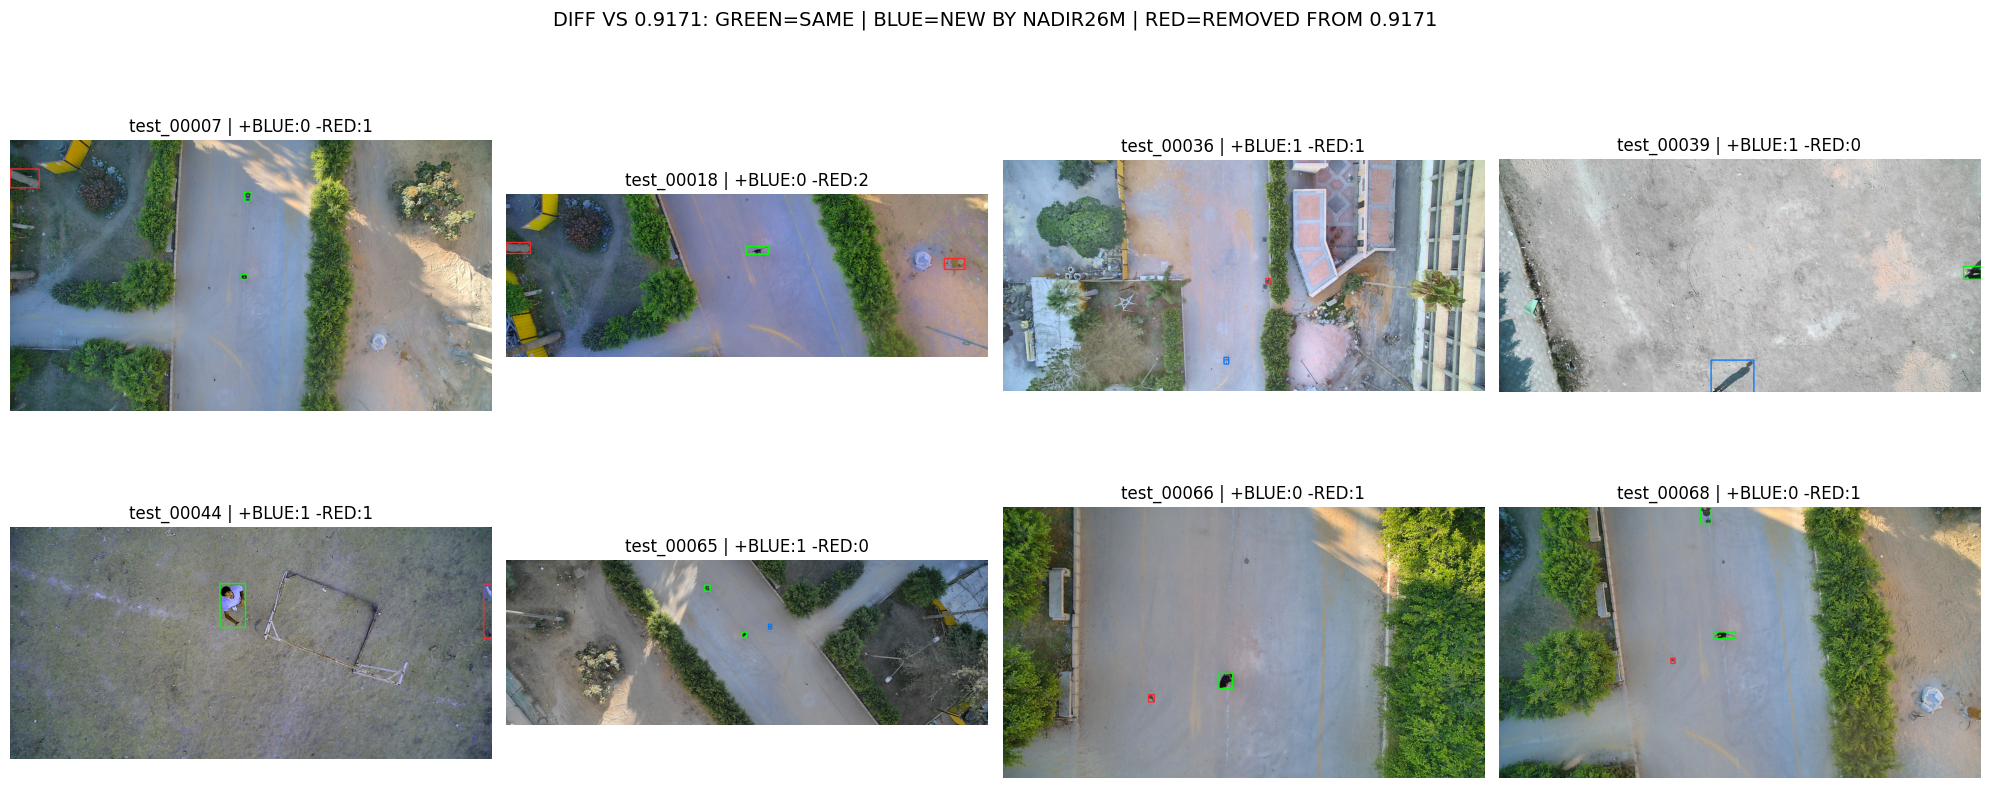 DIFF VS 0.9171: GREEN=SAME | BLUE=NEW BY NADIR26M | RED=REMOVED FROM 0.9171
test_00007 | +BLUE:0 -RED:1
test_00018 | +BLUE:0 -RED:2
test_00036 | +BLUE:1 -RED:1
test_00039 | +BLUE:1 -RED:0
test_00044 | +BLUE:1 -RED:1
test_00065 | +BLUE:1 -RED:0
test_00066 | +BLUE:0 -RED:1
test_00068 | +BLUE:0 -RED:1